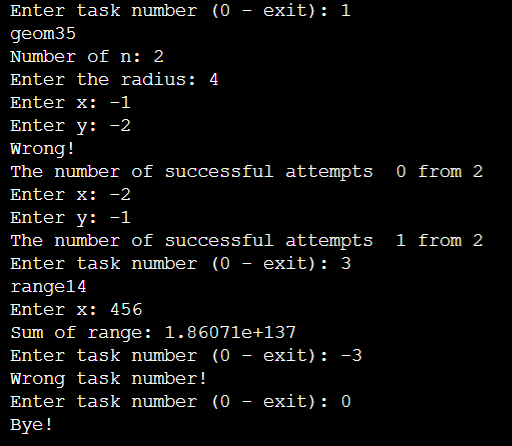 Enter task number (0 - exit): 1
geom35
Number of n: 2
Enter the radius: 4
Enter x: -1
Enter y: -2
Wrong!
The number of successful attempts  0 from 2
Enter x: -2
Enter y: -1
The number of successful attempts  1 from 2
Enter task number (0 - exit): 3
range14
Enter x: 456
Sum of range: 1.86071e+137
Enter task number (0 - exit): -3
Wrong task number!
Enter task number (0 - exit): 0
Bye!